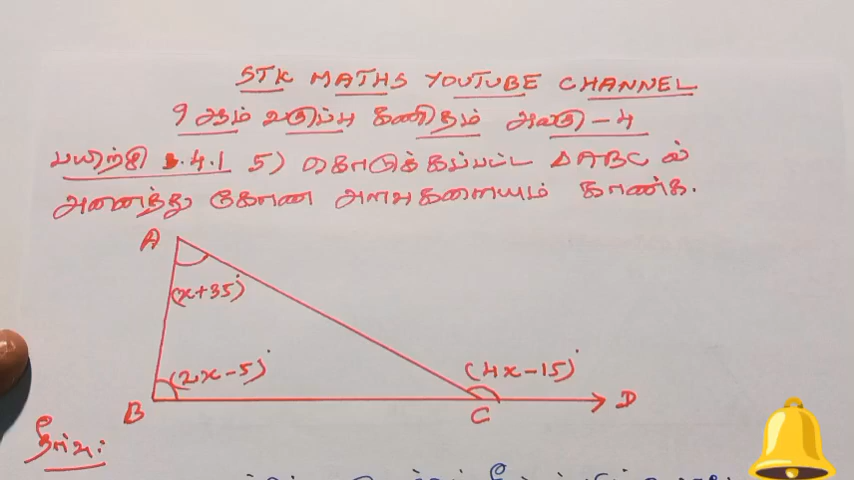 STK MATHS YOUTUBE CHANNEL
9 ஆம் வகுப்பு கணிதம் அலகு - 4
பயிற்சி 4.1 5) கொடுக்கப்பட்ட ΔABC ல்
அனைத்து கோண அளவுகளையும் காண்க.
A
(x+35)°
(2x-5)°
(4x-15)°
B
C
D
தீர்வு: